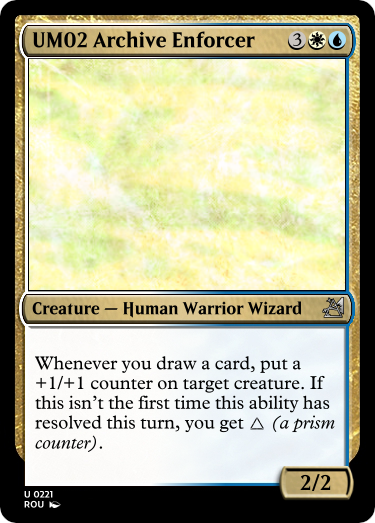 UM02 Archive Enforcer 3
Creature — Human Warrior Wizard
Whenever you draw a card, put a
+1/+1 counter on target creature. If
this isn't the first time this ability has
resolved this turn, you get △ (a prism
counter).
2/2
U 0221
ROU